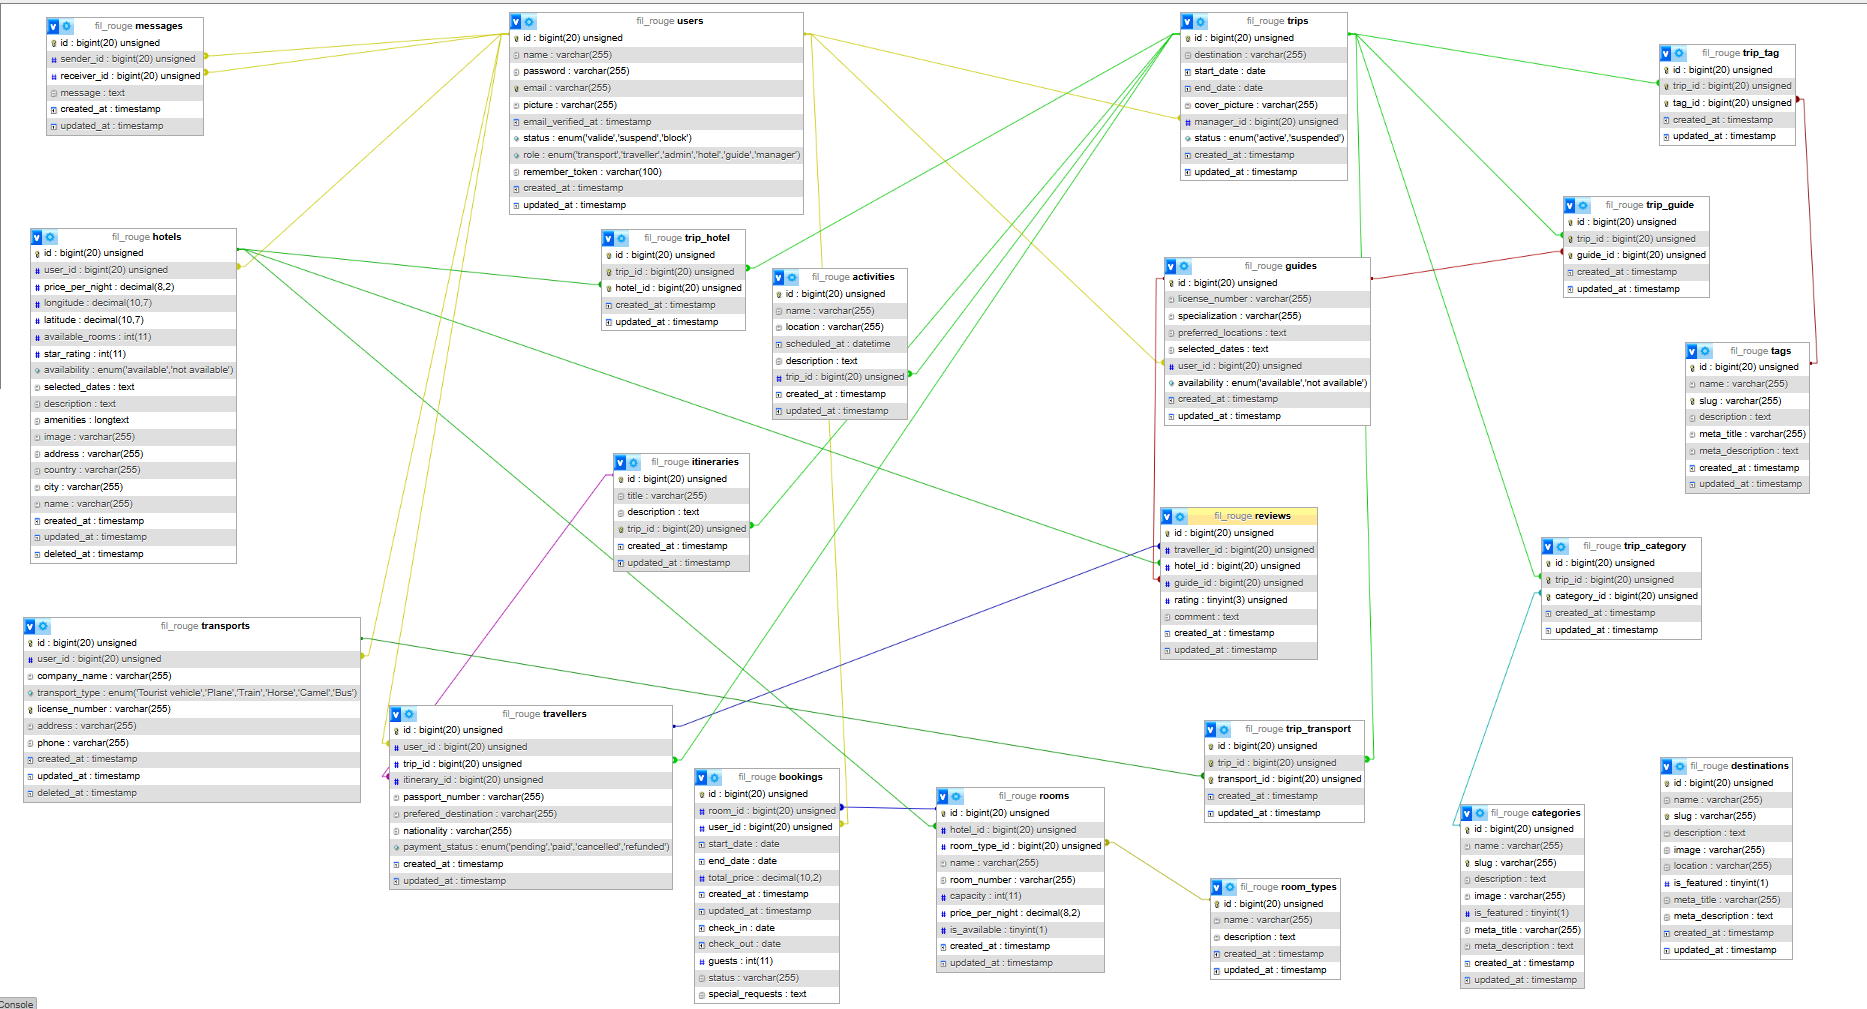 fil_rouge messages
id : bigint(20) unsigned
sender_id : bigint(20) unsigned
receiver_id : bigint(20) unsigned
message : text
created_at : timestamp
updated_at : timestamp
fil_rouge users
id : bigint(20) unsigned
name : varchar(255)
password : varchar(255)
email : varchar(255)
picture : varchar(255)
email_verified_at : timestamp
status : enum('valide','suspend','block')
role : enum('transport','traveller','admin','hotel','guide','manager')
remember_token : varchar(100)
created_at : timestamp
updated_at : timestamp
fil_rouge trips
id : bigint(20) unsigned
destination : varchar(255)
start_date : date
end_date : date
cover_picture : varchar(255)
manager_id : bigint(20) unsigned
status : enum('active','suspended')
created_at : timestamp
updated_at : timestamp
fil_rouge trip_tag
id : bigint(20) unsigned
trip_id : bigint(20) unsigned
tag_id : bigint(20) unsigned
created_at : timestamp
updated_at : timestamp
fil_rouge hotels
id : bigint(20) unsigned
user_id : bigint(20) unsigned
price_per_night : decimal(8,2)
longitude : decimal(10,7)
latitude : decimal(10,7)
available_rooms : int(11)
star_rating : int(11)
availability : enum('available','not available')
selected_dates : text
description : text
amenities : longtext
image : varchar(255)
address : varchar(255)
country : varchar(255)
city : varchar(255)
name : varchar(255)
created_at : timestamp
updated_at : timestamp
deleted_at : timestamp
fil_rouge trip_hotel
id : bigint(20) unsigned
trip_id : bigint(20) unsigned
hotel_id : bigint(20) unsigned
created_at : timestamp
updated_at : timestamp
fil_rouge activities
id : bigint(20) unsigned
name : varchar(255)
location : varchar(255)
scheduled_at : datetime
description : text
trip_id : bigint(20) unsigned
created_at : timestamp
updated_at : timestamp
fil_rouge guides
id : bigint(20) unsigned
license_number : varchar(255)
specialization : varchar(255)
preferred_locations : text
selected_dates : text
user_id : bigint(20) unsigned
availability : enum('available','not available')
created_at : timestamp
updated_at : timestamp
fil_rouge trip_guide
id : bigint(20) unsigned
trip_id : bigint(20) unsigned
guide_id : bigint(20) unsigned
created_at : timestamp
updated_at : timestamp
fil_rouge tags
id : bigint(20) unsigned
name : varchar(255)
slug : varchar(255)
description : text
meta_title : varchar(255)
meta_description : text
created_at : timestamp
updated_at : timestamp
fil_rouge itineraries
id : bigint(20) unsigned
title : varchar(255)
description : text
trip_id : bigint(20) unsigned
created_at : timestamp
updated_at : timestamp
fil_rouge reviews
id : bigint(20) unsigned
traveller_id : bigint(20) unsigned
hotel_id : bigint(20) unsigned
guide_id : bigint(20) unsigned
rating : tinyint(3) unsigned
comment : text
created_at : timestamp
updated_at : timestamp
fil_rouge trip_category
id : bigint(20) unsigned
trip_id : bigint(20) unsigned
category_id : bigint(20) unsigned
created_at : timestamp
updated_at : timestamp
fil_rouge transports
id : bigint(20) unsigned
user_id : bigint(20) unsigned
company_name : varchar(255)
transport_type : enum('Tourist vehicle','Plane','Train','Horse','Camel','Bus')
license_number : varchar(255)
address : varchar(255)
phone : varchar(255)
created_at : timestamp
updated_at : timestamp
deleted_at : timestamp
fil_rouge travellers
id : bigint(20) unsigned
user_id : bigint(20) unsigned
trip_id : bigint(20) unsigned
itinerary_id : bigint(20) unsigned
passport_number : varchar(255)
preferred_destination : varchar(255)
nationality : varchar(255)
payment_status : enum('pending','paid','cancelled','refunded')
created_at : timestamp
updated_at : timestamp
fil_rouge bookings
id : bigint(20) unsigned
room_id : bigint(20) unsigned
user_id : bigint(20) unsigned
start_date : date
end_date : date
total_price : decimal(10,2)
created_at : timestamp
updated_at : timestamp
check_in : date
check_out : date
guests : int(11)
status : varchar(255)
special_requests : text
fil_rouge rooms
id : bigint(20) unsigned
hotel_id : bigint(20) unsigned
room_type_id : bigint(20) unsigned
name : varchar(255)
room_number : varchar(255)
capacity : int(11)
price_per_night : decimal(8,2)
is_available : tinyint(1)
created_at : timestamp
updated_at : timestamp
fil_rouge trip_transport
id : bigint(20) unsigned
trip_id : bigint(20) unsigned
transport_id : bigint(20) unsigned
created_at : timestamp
updated_at : timestamp
fil_rouge room_types
id : bigint(20) unsigned
name : varchar(255)
description : text
created_at : timestamp
updated_at : timestamp
fil_rouge categories
id : bigint(20) unsigned
name : varchar(255)
slug : varchar(255)
description : text
image : varchar(255)
is_featured : tinyint(1)
meta_title : varchar(255)
meta_description : text
created_at : timestamp
updated_at : timestamp
fil_rouge destinations
id : bigint(20) unsigned
name : varchar(255)
slug : varchar(255)
description : text
image : varchar(255)
location : varchar(255)
is_featured : tinyint(1)
meta_title : varchar(255)
meta_description : text
created_at : timestamp
updated_at : timestamp
Console